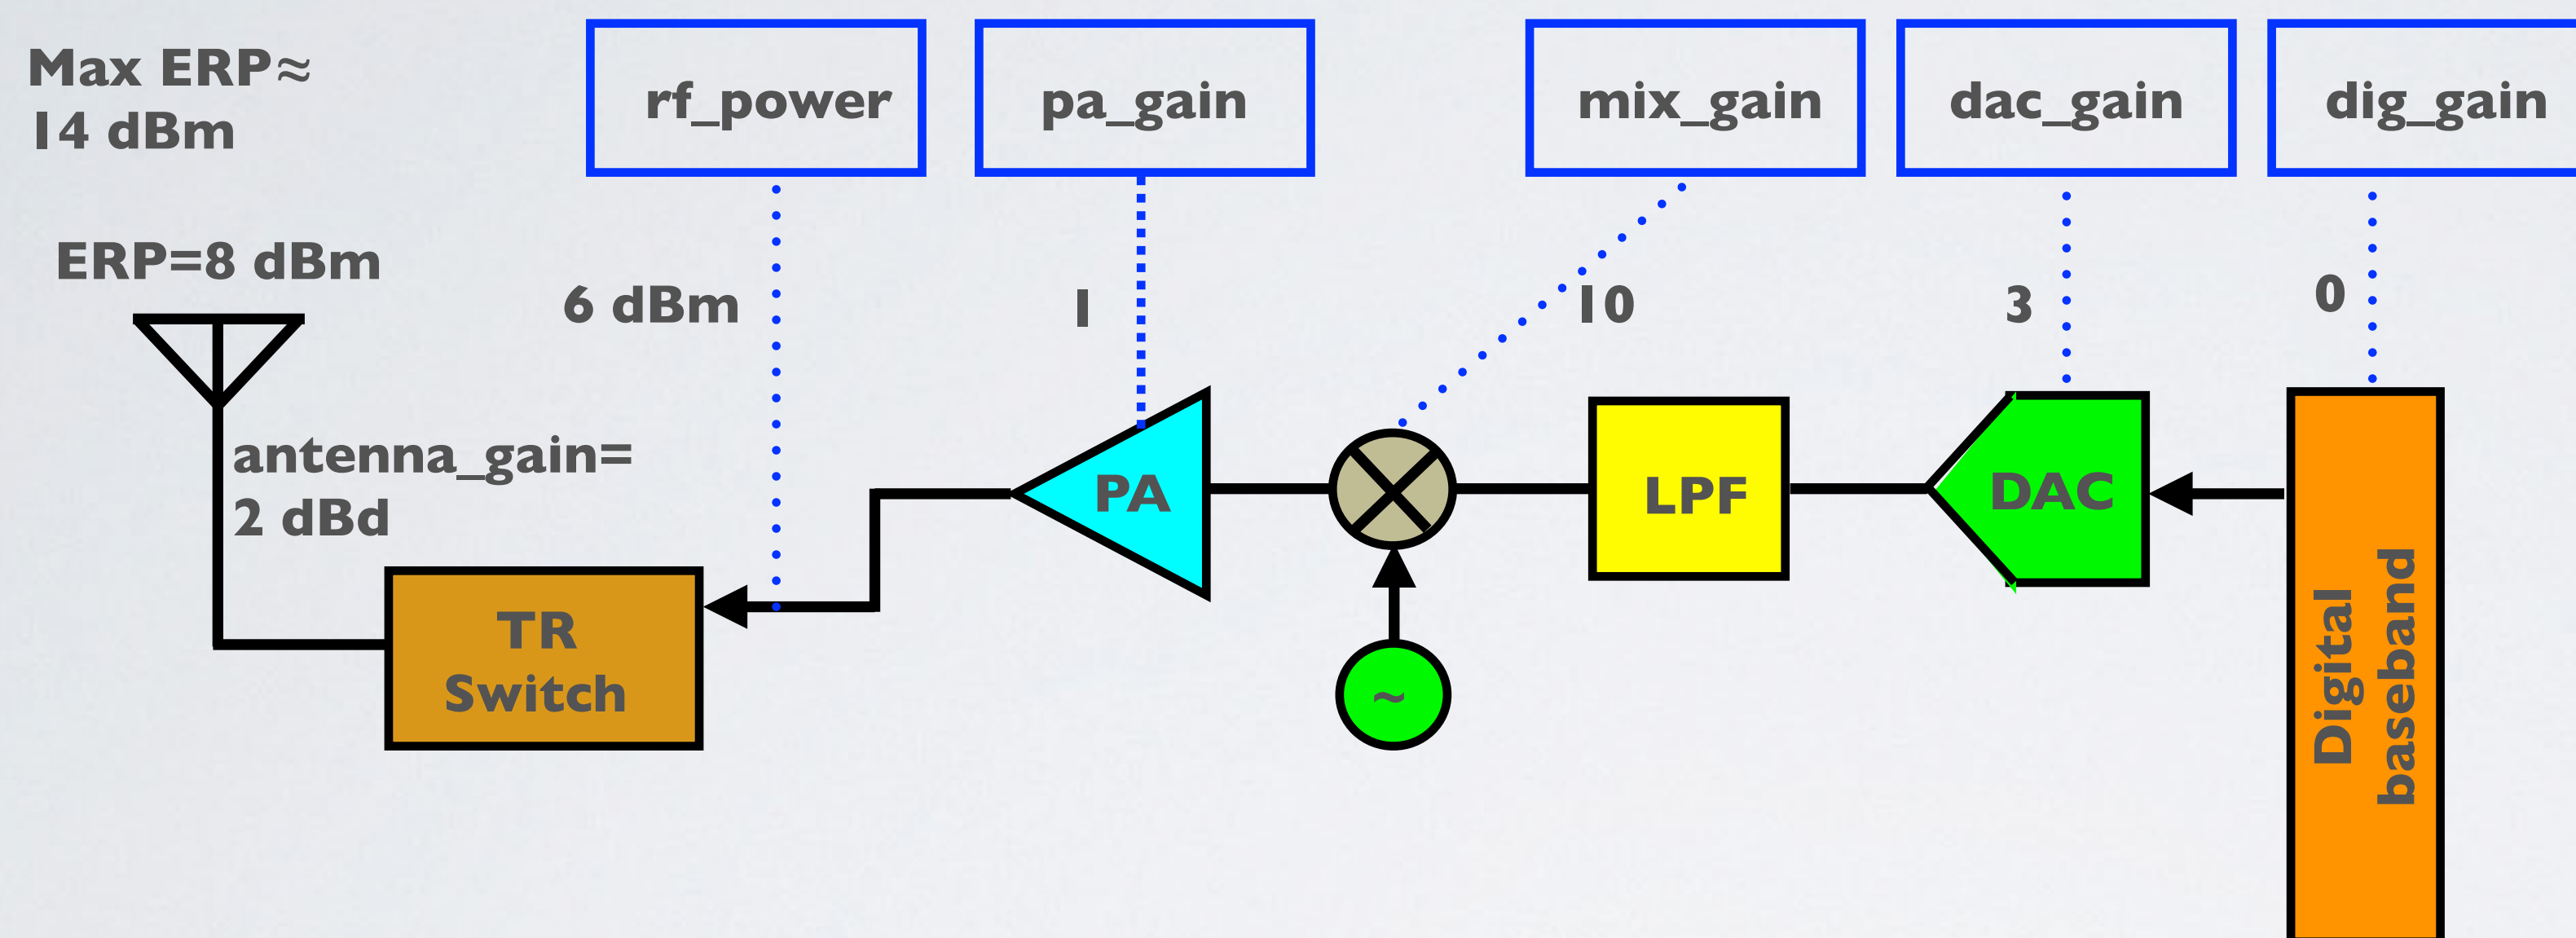 Max ERP≈
14 dBm
rf_power
pa_gain
mix_gain
dac_gain
dig_gain
ERP=8 dBm
6 dBm
1
10
3
0
antenna_gain=
2 dBd
PA
LPF
DAC
TR
Switch
~
Digital
baseband